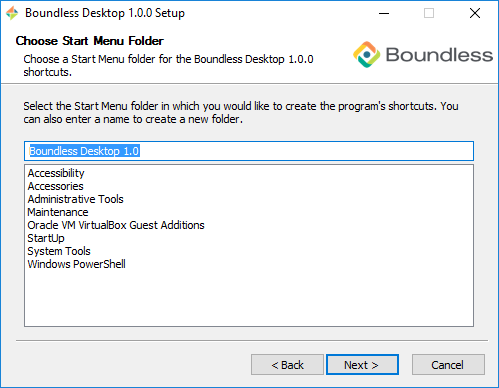 Boundless Desktop 1.0.0 Setup
Choose Start Menu Folder
Choose a Start Menu folder for the Boundless Desktop 1.0.0
shortcuts.
Boundless
Select the Start Menu folder in which you would like to create the program's shortcuts. You
can also enter a name to create a new folder.
Boundless Desktop 1.0
Accessibility
Accessories
Administrative Tools
Maintenance
Oracle VM VirtualBox Guest Additions
StartUp
System Tools
Windows PowerShell
< Back
Next >
Cancel